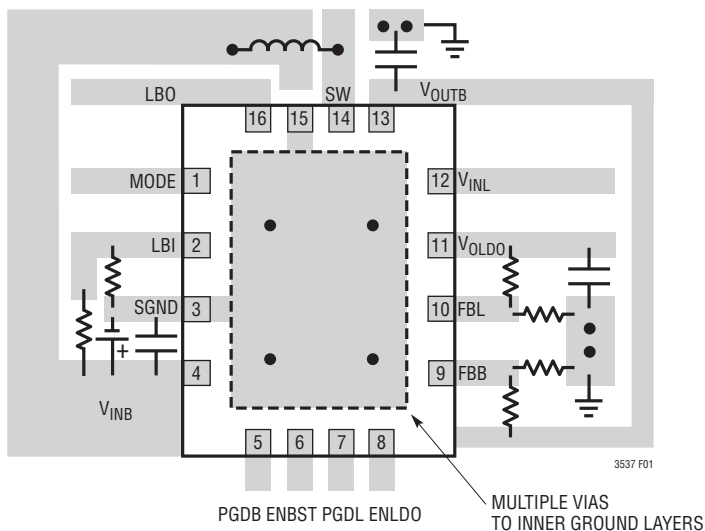 LBO
SW
VOUTB
16
15
14
13
MODE
1
12
VINL
LBI
2
11
VOLDO
SGND
3
10
FBL
+
4
9
FBB
VINB
5
6
7
8
3537 F01
PGDB ENBST PGDL ENLDO
MULTIPLE VIAS
TO INNER GROUND LAYERS